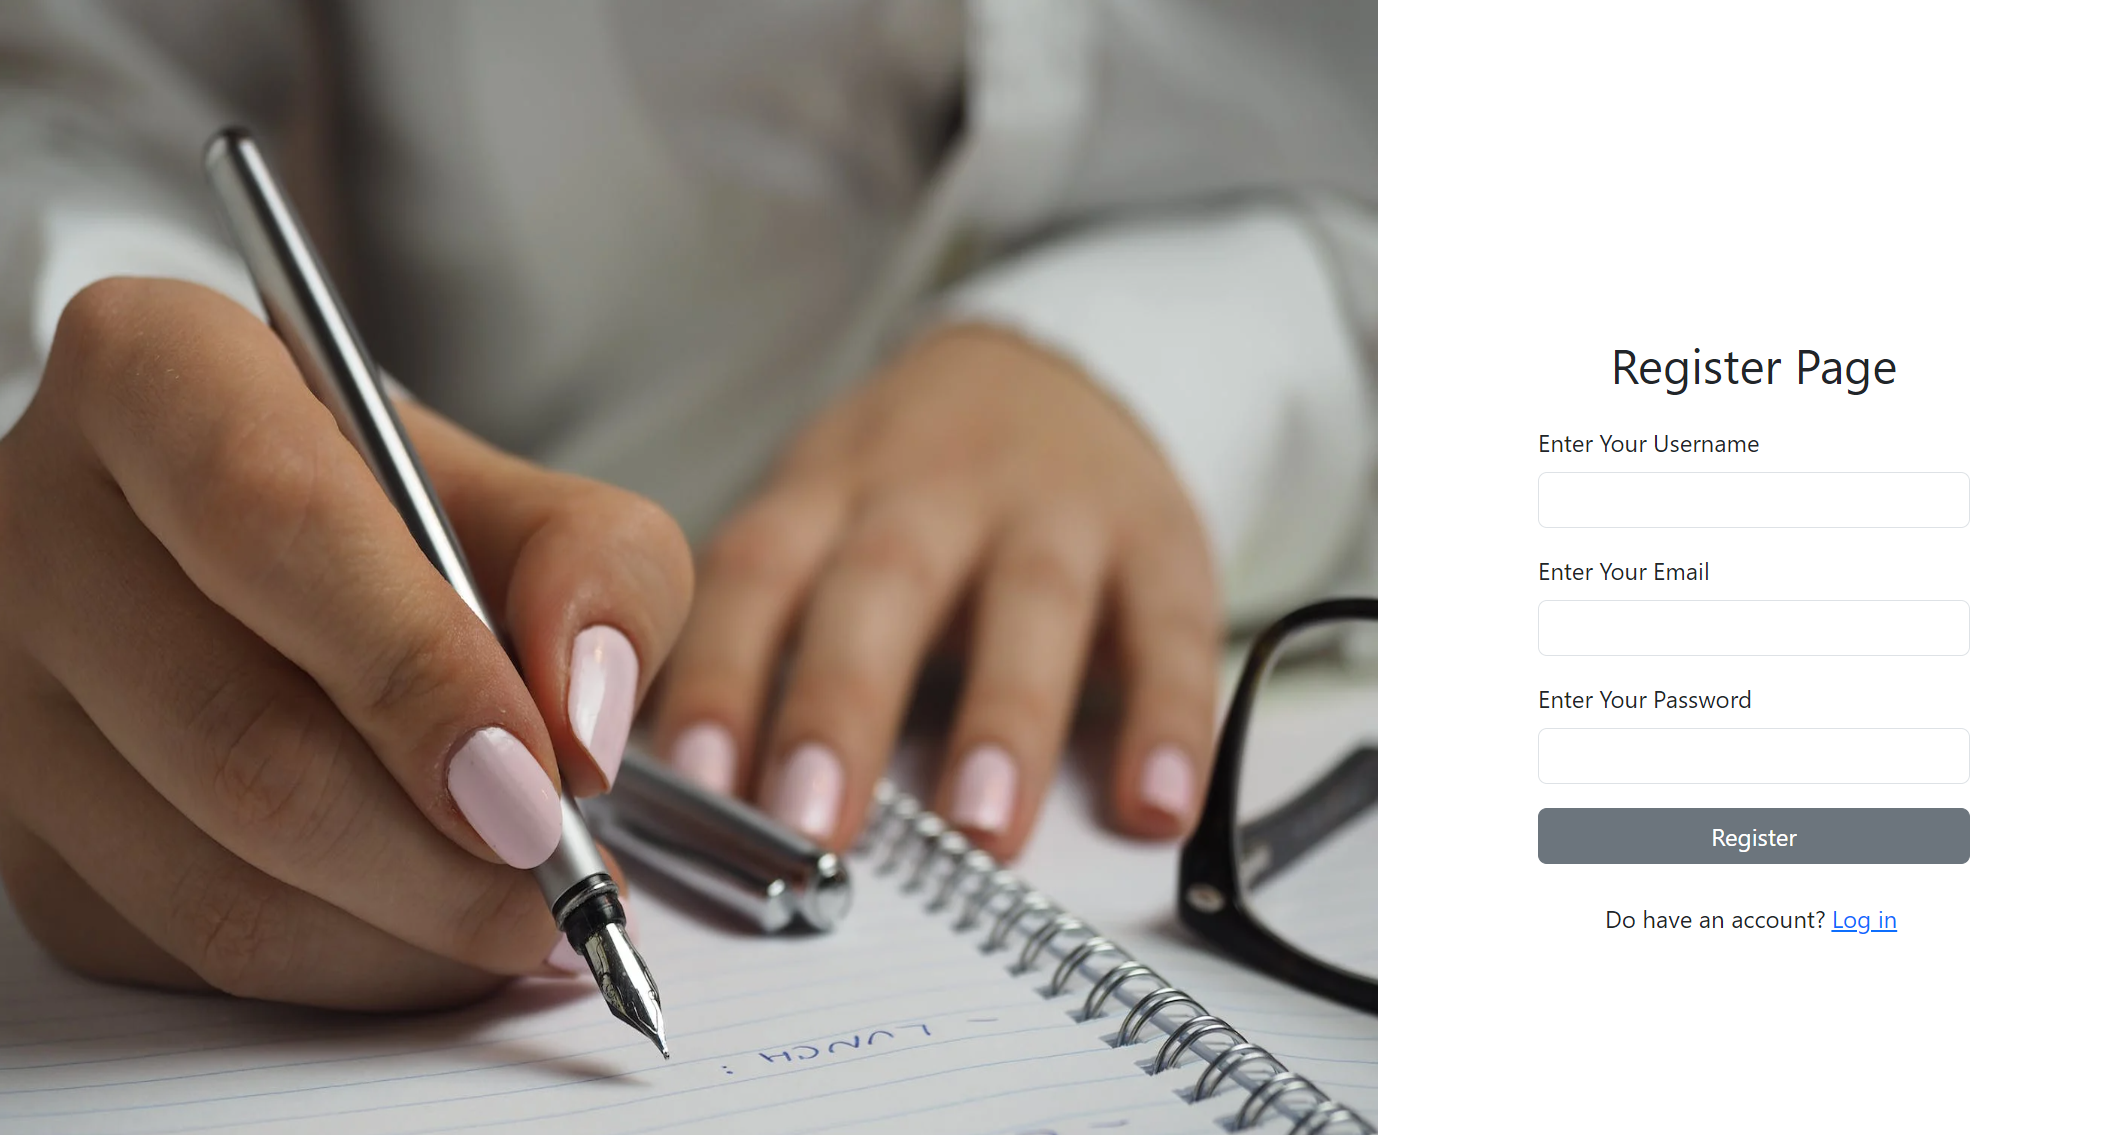 - LUNCH :
Register Page
Enter Your Username
Enter Your Email
Enter Your Password
Register
Do have an account? Log in